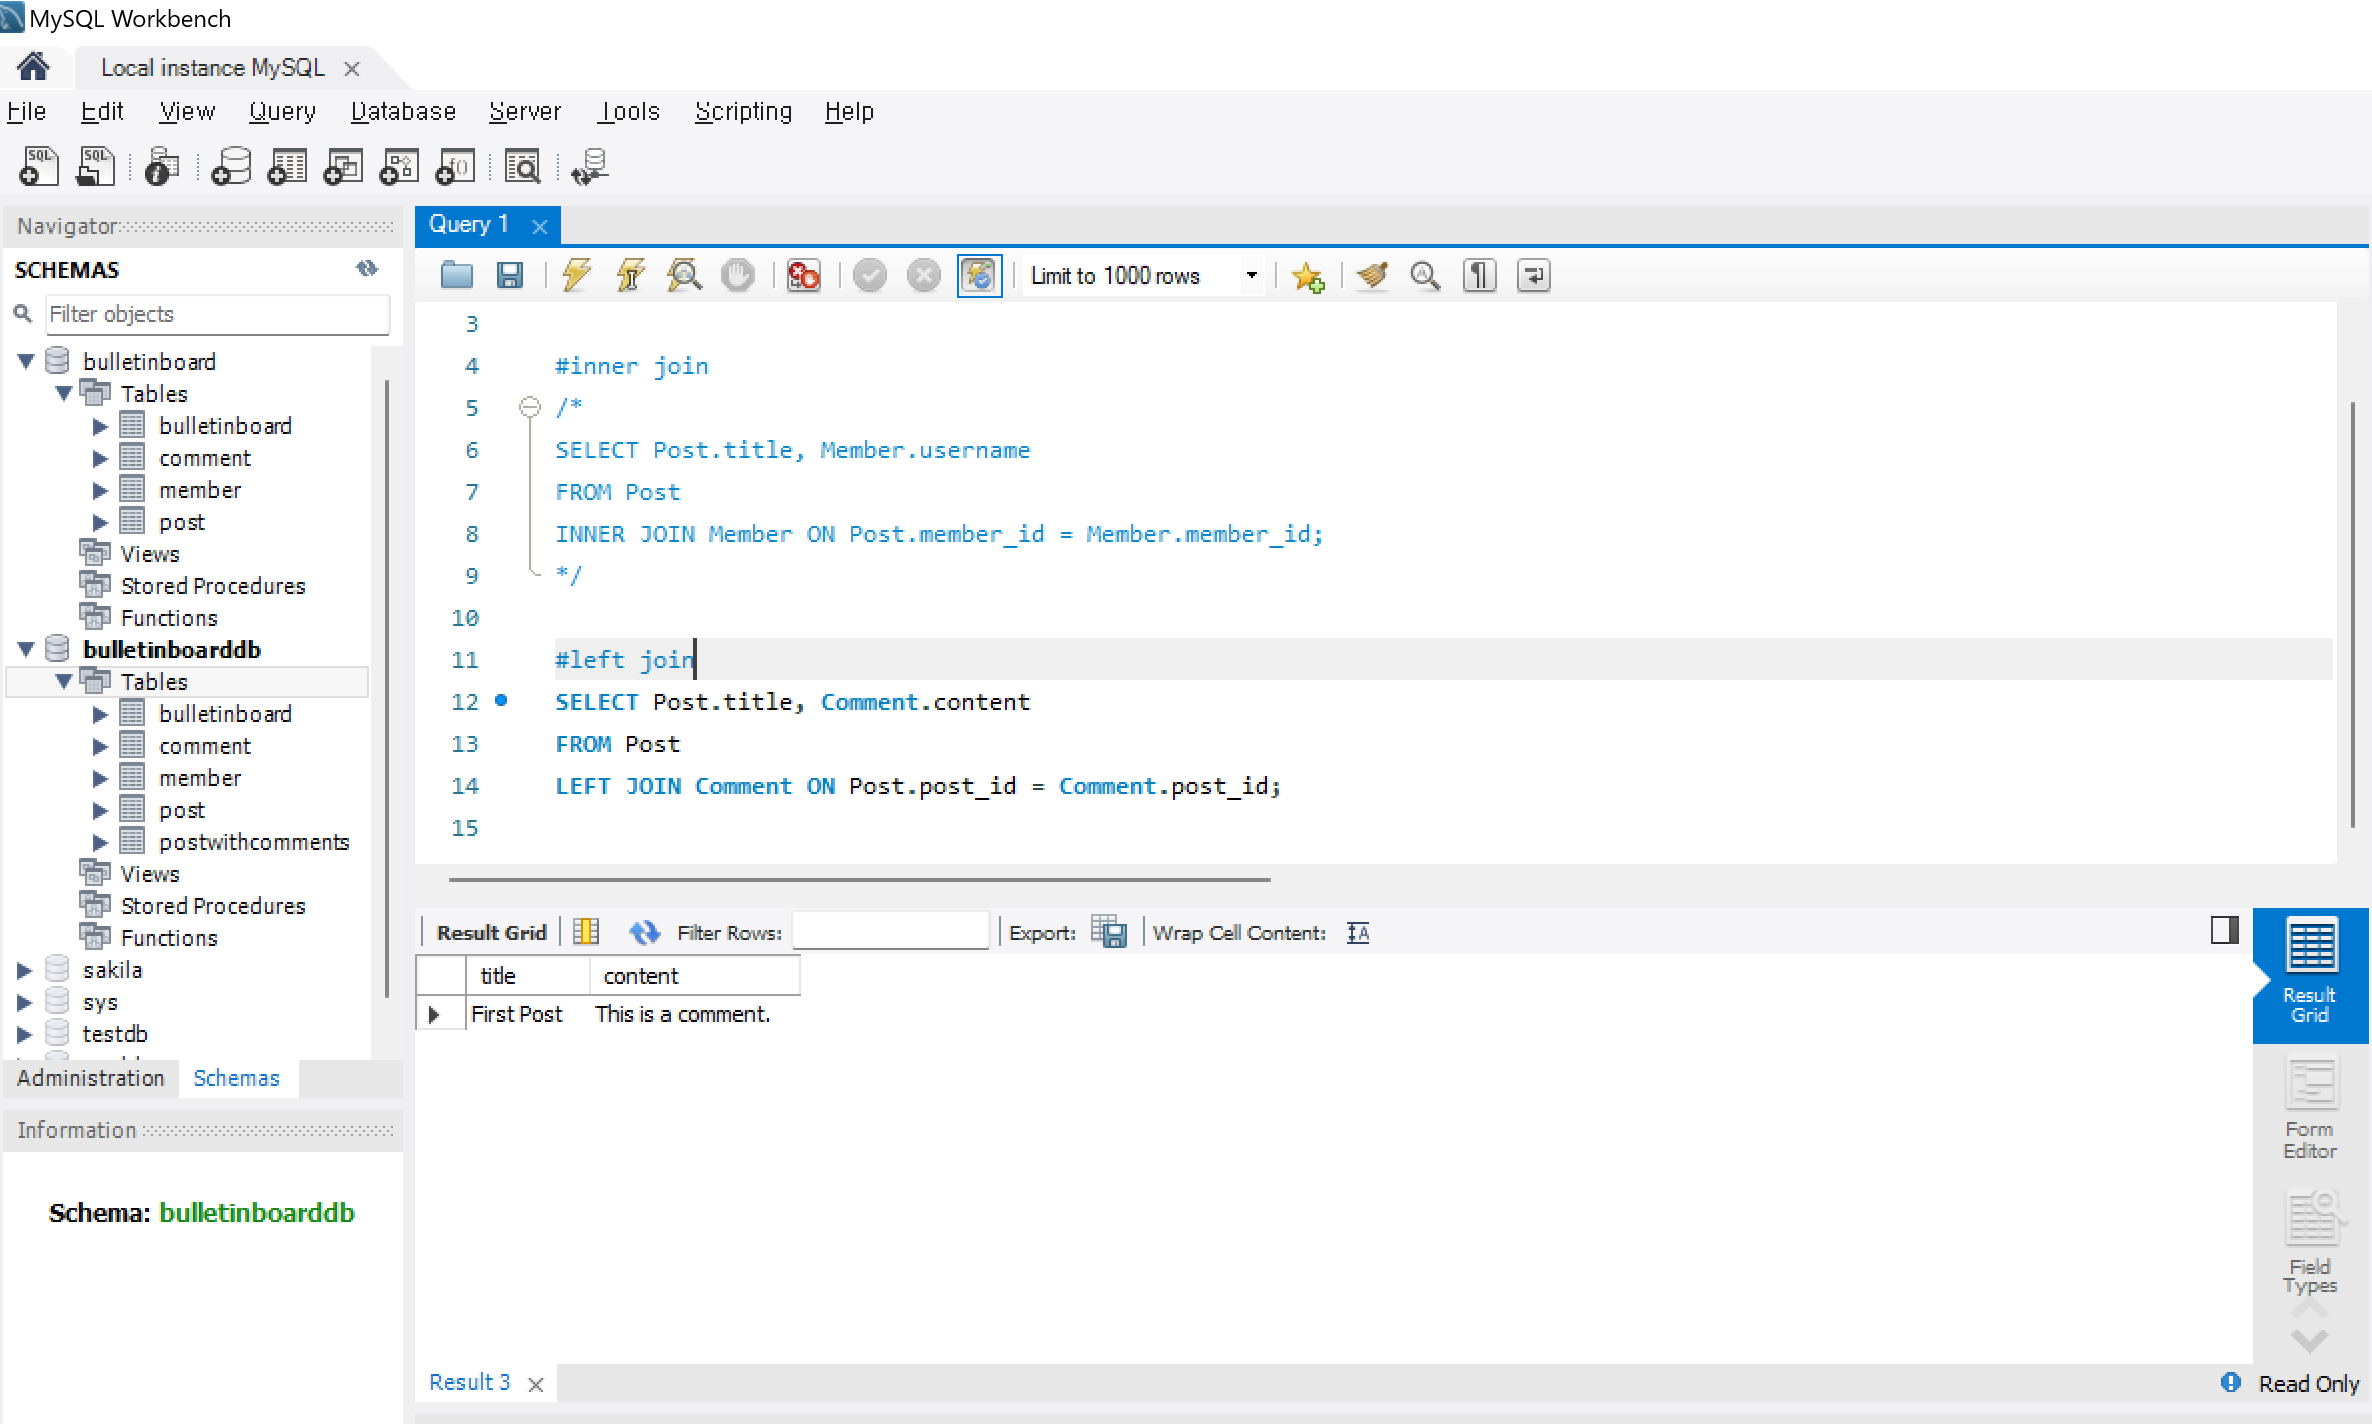 MySQL Workbench
Local instance MySQL
File Edit View Query Database Server Tools Scripting Help
Navigator
SCHEMAS
Filter objects
bulletinboard
Tables
bulletinboard
comment
member
post
Views
Stored Procedures
Functions
bulletinboarddb
Tables
bulletinboard
comment
member
post
postwithcomments
Views
Stored Procedures
Functions
sakila
sys
testdb
Administration Schemas
Information
Schema: bulletinboarddb
Query 1
Limit to 1000 rows
3
4 #inner join
5 /*
6 SELECT Post.title, Member.username
7 FROM Post
8 INNER JOIN Member ON Post.member_id = Member.member_id;
9 */
10
11 #left join
12 SELECT Post.title, Comment.content
13 FROM Post
14 LEFT JOIN Comment ON Post.post_id = Comment.post_id;
15
Result Grid Filter Rows: Export: Wrap Cell Content:
title content
First Post This is a comment.
Result
Grid
Form
Editor
Field
Types
Result 3
Read Only